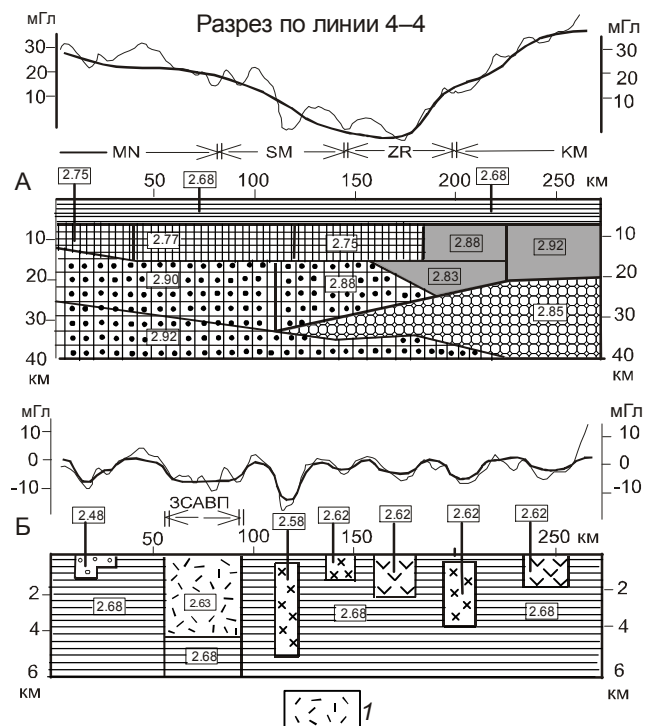 мГл Разрез по линии 4–4 мГл
30 30
20 20
10 10
MN SM ZR KM
А 2.75 50 2.68 100 150 200 2.68 250 км
10 2.77 2.75 2.88 2.92 10
20 2.90 2.88 2.83 20
30 2.92 2.85 30
40 40
км км
мГл мГл
10 10
0 0
-10 -10
ЗСАВП
Б 2.48 50 100 2.58 2.62 150 2.62 2.62 2.62 250 км
2 2.68 2.63 2.68 2.68 2
4 4
6 2.68 6
км км
1